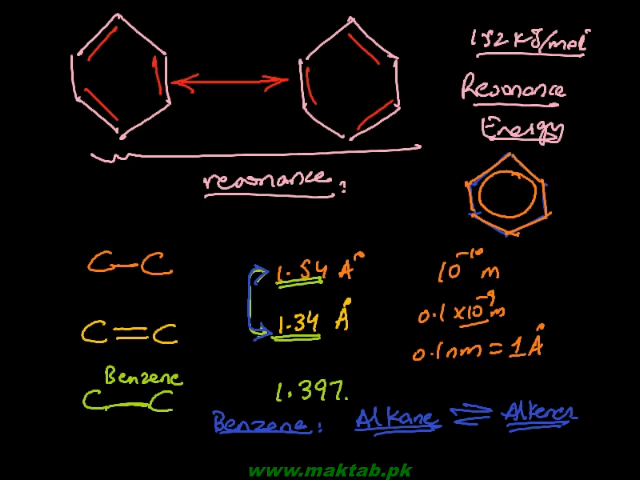 152 KJ/mol
Resonance
Energy
resonance:
C—C 1.54 A°
10⁻¹⁰ m
C=C 1.34 A°
0.1 x 10⁻⁹ m
0.1 nm = 1 A°
Benzene
C—C 1.397.
Benzene: Alkane ⇌ Alkenes
www.maktab.pk